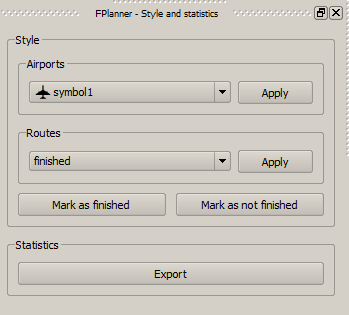 FPlanner - Style and statistics
Style
Airports
symbol1
Apply
Routes
finished
Apply
Mark as finished
Mark as not finished
Statistics
Export